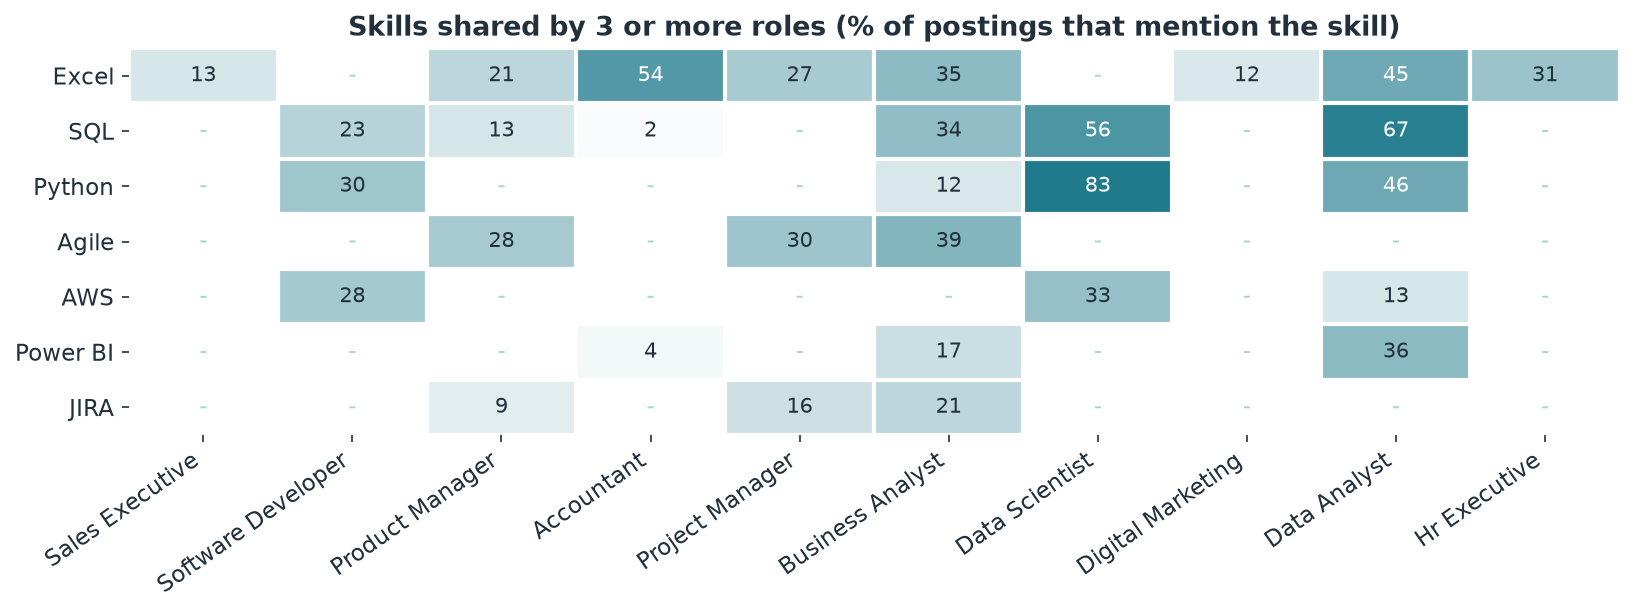 Skills shared by 3 or more roles (% of postings that mention the skill)
Excel 13 - 21 54 27 35 - 12 45 31
SQL - 23 13 2 - 34 56 - 67 -
Python - 30 - - - 12 83 - 46 -
Agile - - 28 - 30 39 - - - -
AWS - 28 - - - - 33 - 13 -
Power BI - - - 4 - 17 - - 36 -
JIRA - - 9 - 16 21 - - - -
Sales Executive
Software Developer
Product Manager
Accountant
Project Manager
Business Analyst
Data Scientist
Digital Marketing
Data Analyst
Hr Executive